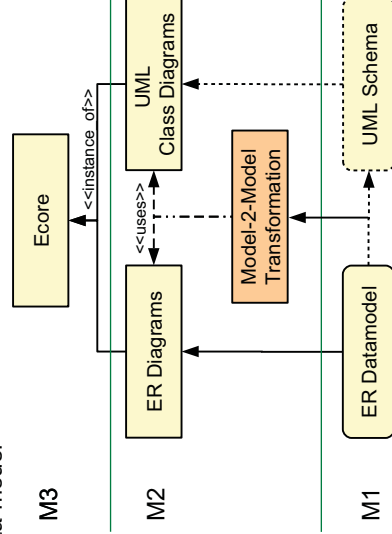 M3
Ecore
<<instance of>>
M2
ER Diagrams
<<uses>>
UML
Class Diagrams
Model-2-Model
Transformation
M1
ER Datamodel
UML Schema